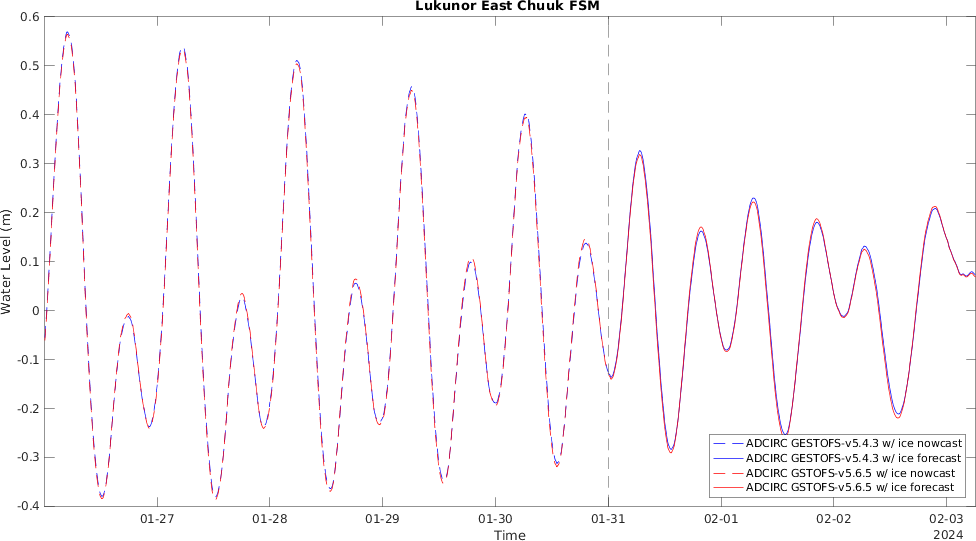 Lukunor East Chuuk FSM
Water Level (m)
0.6
0.5
0.4
0.3
0.2
0.1
0
-0.1
-0.2
-0.3
-0.4
ADCIRC GESTOFS-v5.4.3 w/ ice nowcast
ADCIRC GESTOFS-v5.4.3 w/ ice forecast
ADCIRC GSTOFS-v5.6.5 w/ ice nowcast
ADCIRC GSTOFS-v5.6.5 w/ ice forecast
01-27 01-28 01-29 01-30 01-31 02-01 02-02 02-03
Time
2024